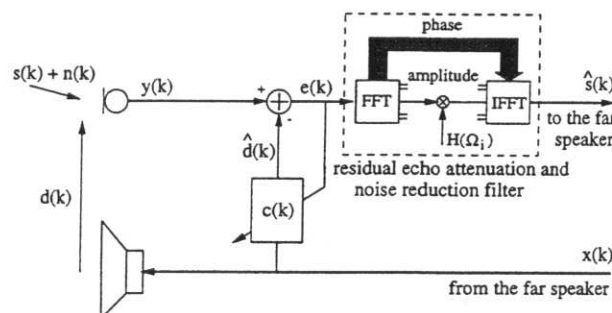 phase
s(k) + n(k)
y(k)
+
e(k)
amplitude
ŝ(k)
FFT
IFFT
-
H(Ωᵢ)
to the far
speaker
d̂(k)
residual echo attenuation and
noise reduction filter
d(k)
c(k)
x(k)
from the far speaker